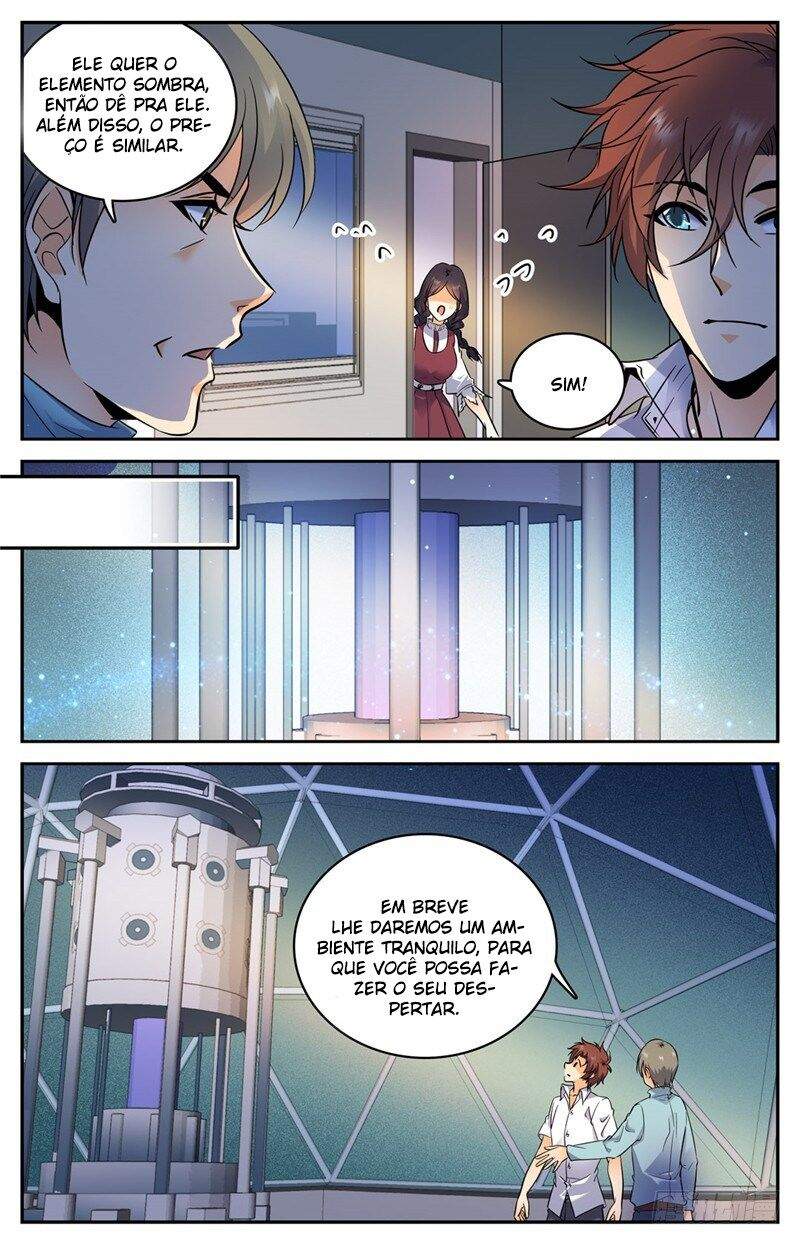 ELE QUER O
ELEMENTO SOMBRA,
ENTÃO DÊ PRA ELE.
ALÉM DISSO, O PRE-
ÇO É SIMILAR.
SIM!
EM BREVE
LHE DAREMOS UM AM-
BIENTE TRANQUILO, PARA
QUE VOCÊ POSSA FA-
ZER O SEU DES-
PERTAR.